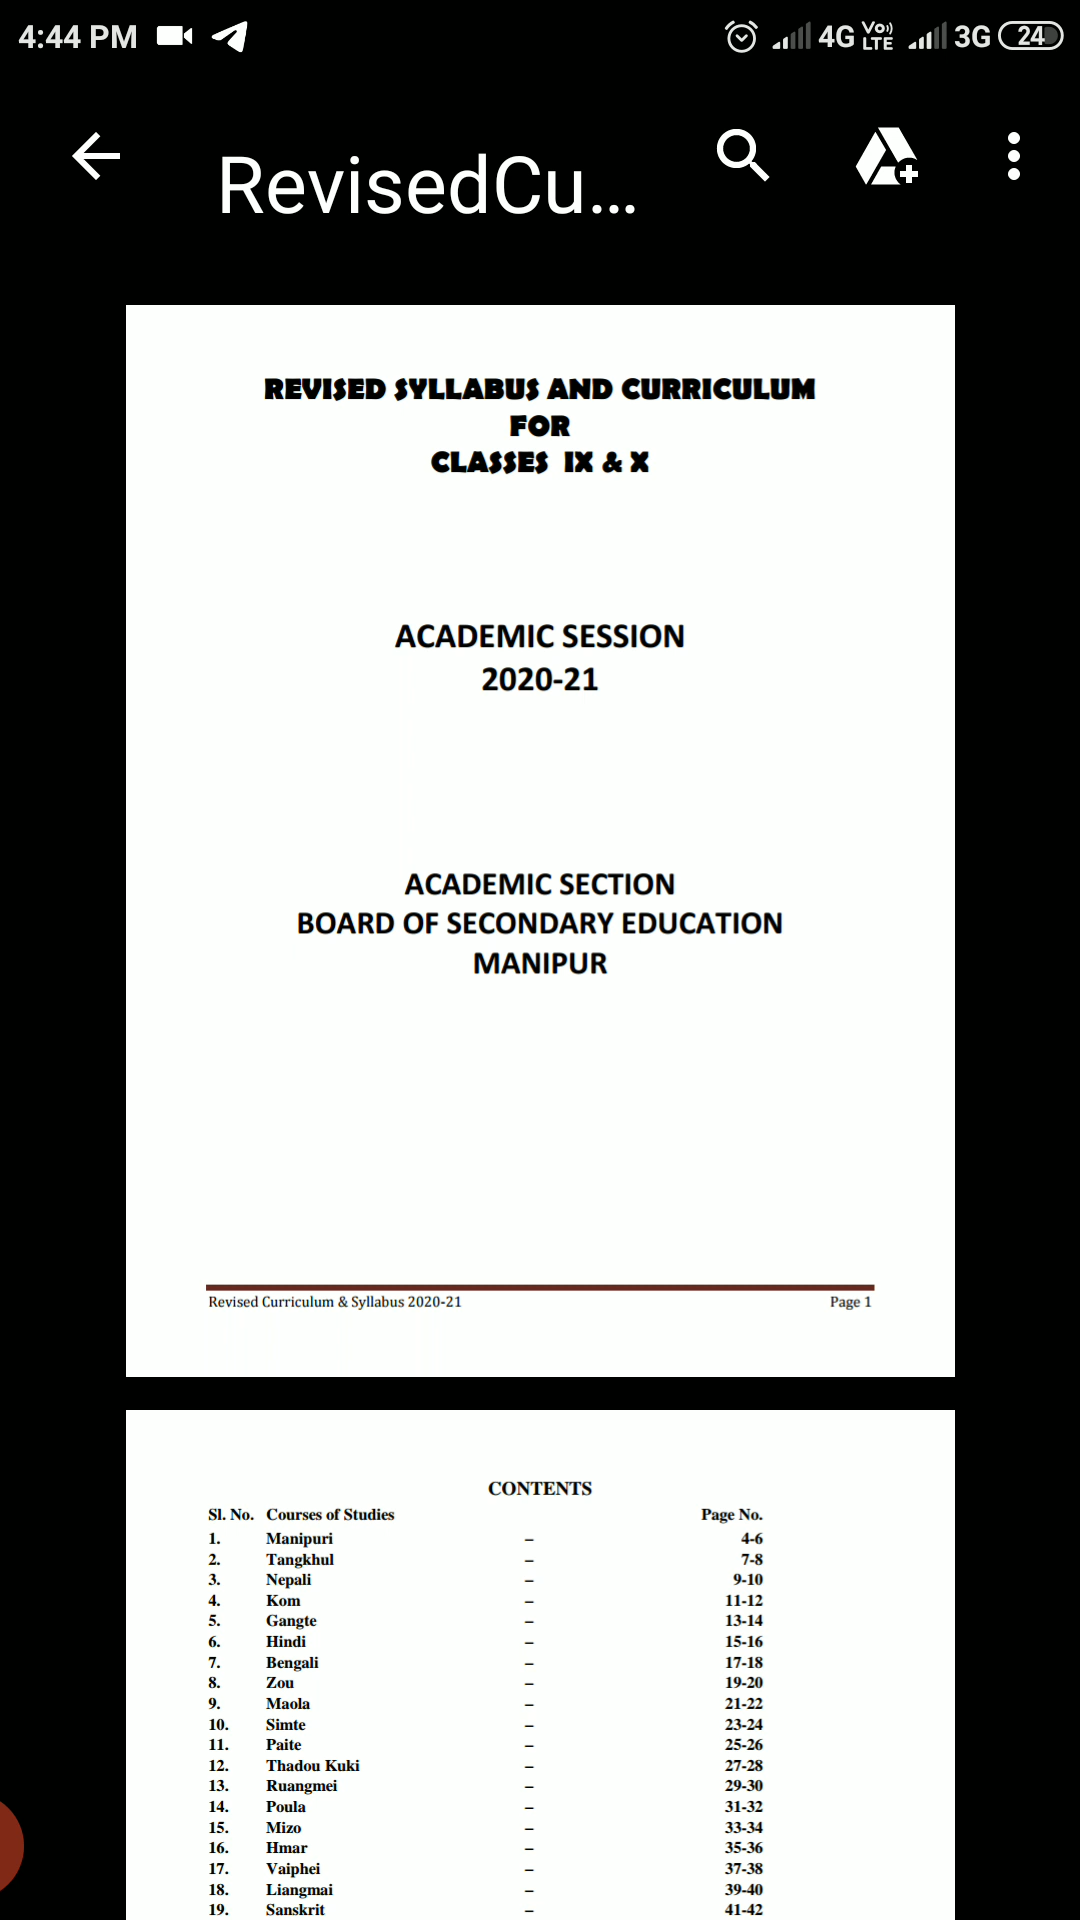 4:44 PM 4G VoLTE 3G 24
RevisedCu...
REVISED SYLLABUS AND CURRICULUM
FOR
CLASSES IX & X
ACADEMIC SESSION
2020-21
ACADEMIC SECTION
BOARD OF SECONDARY EDUCATION
MANIPUR
Revised Curriculum & Syllabus 2020-21 Page 1
CONTENTS
Sl. No. Courses of Studies Page No.
1. Manipuri – 4-6
2. Tangkhul – 7-8
3. Nepali – 9-10
4. Kom – 11-12
5. Gangte – 13-14
6. Hindi – 15-16
7. Bengali – 17-18
8. Zou – 19-20
9. Maola – 21-22
10. Simte – 23-24
11. Paite – 25-26
12. Thadou Kuki – 27-28
13. Ruangmei – 29-30
14. Poula – 31-32
15. Mizo – 33-34
16. Hmar – 35-36
17. Vaiphei – 37-38
18. Liangmai – 39-40
19. Sanskrit – 41-42